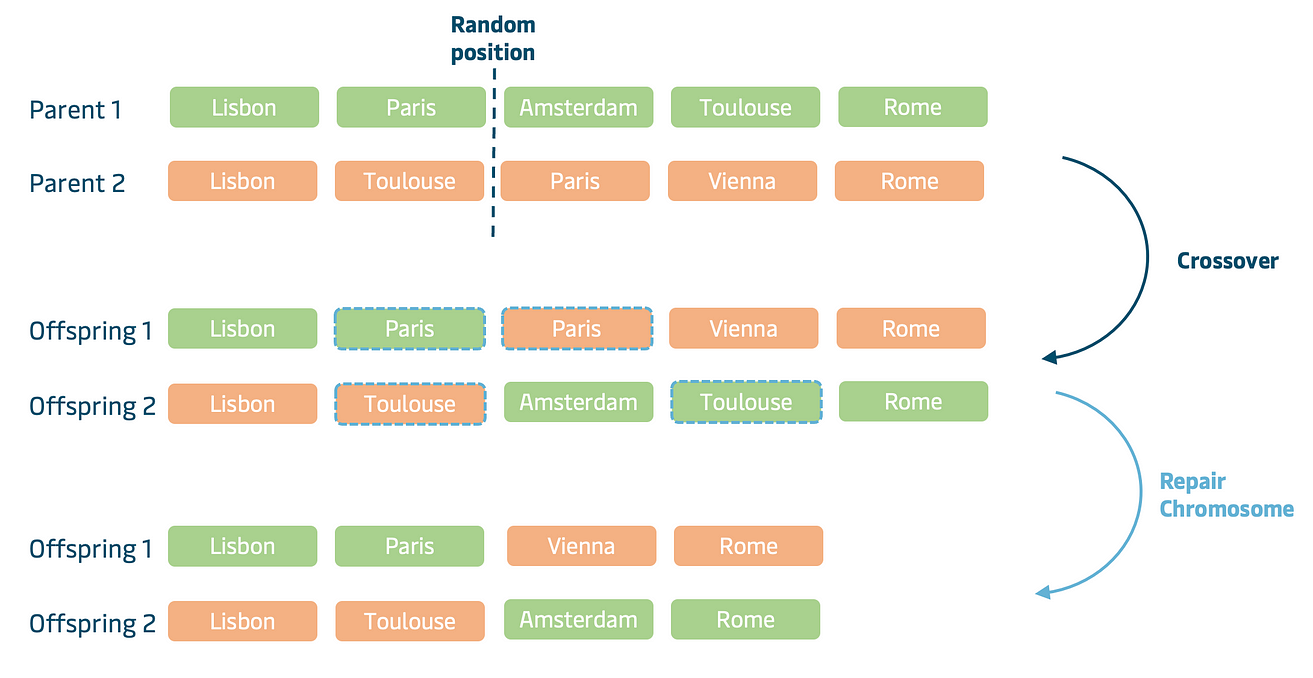 Random
position
Parent 1 Lisbon Paris Amsterdam Toulouse Rome
Parent 2 Lisbon Toulouse Paris Vienna Rome
Crossover
Offspring 1 Lisbon Paris Paris Vienna Rome
Offspring 2 Lisbon Toulouse Amsterdam Toulouse Rome
Repair
Chromosome
Offspring 1 Lisbon Paris Vienna Rome
Offspring 2 Lisbon Toulouse Amsterdam Rome